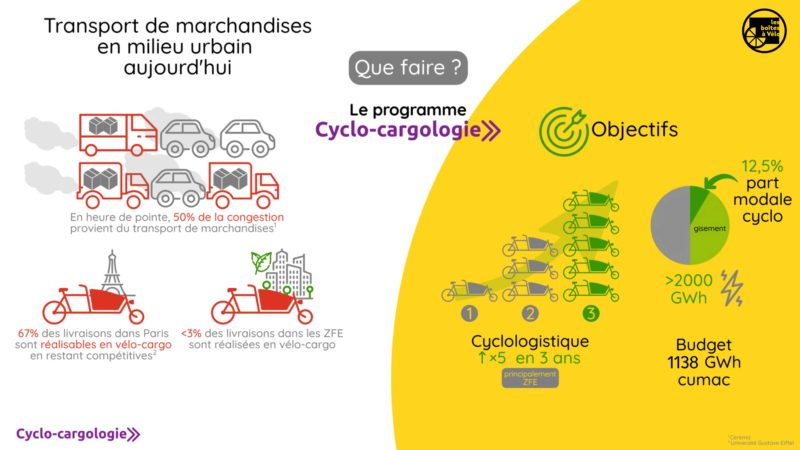 Transport de marchandises
en milieu urbain
aujourd'hui
En heure de pointe, 50% de la congestion
provient du transport de marchandises¹
67% des livraisons dans Paris
sont réalisables en vélo-cargo
en restant compétitives²
<3% des livraisons dans les ZFE
sont réalisées en vélo-cargo
Cyclo-cargologie
Que faire ?
Le programme
Cyclo-cargologie
les
boîtes
à Vélo
Objectifs
1
2
3
Cyclologistique
↑×5 en 3 ans
principalement
ZFE
12,5%
part
modale
cyclo
gisement
>2000
GWh
Budget
1138 GWh
cumac
¹Cerema
²Université Gustave Eiffel